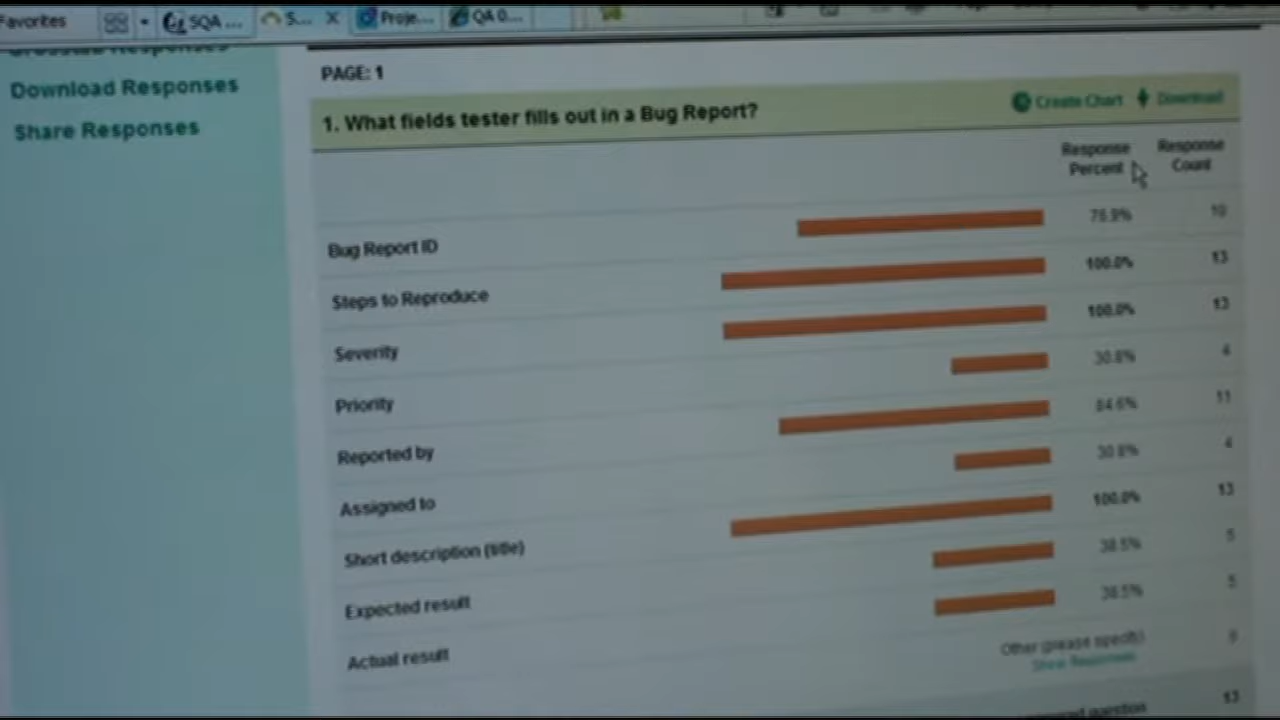 Favorites SQA ... S... X Proje... QA 0...
Download Responses
Share Responses
PAGE: 1
1. What fields tester fills out in a Bug Report?
Create Chart Download
Response Percent
Response Count
Bug Report ID 76.9% 10
Steps to Reproduce 100.0% 13
Severity 100.0% 13
Priority 30.8% 4
Reported by 84.6% 11
Assigned to 30.8% 4
Short description (title) 100.0% 13
Expected result 38.5% 5
Actual result 38.5% 5
Other (please specify)
Show Responses
question 13